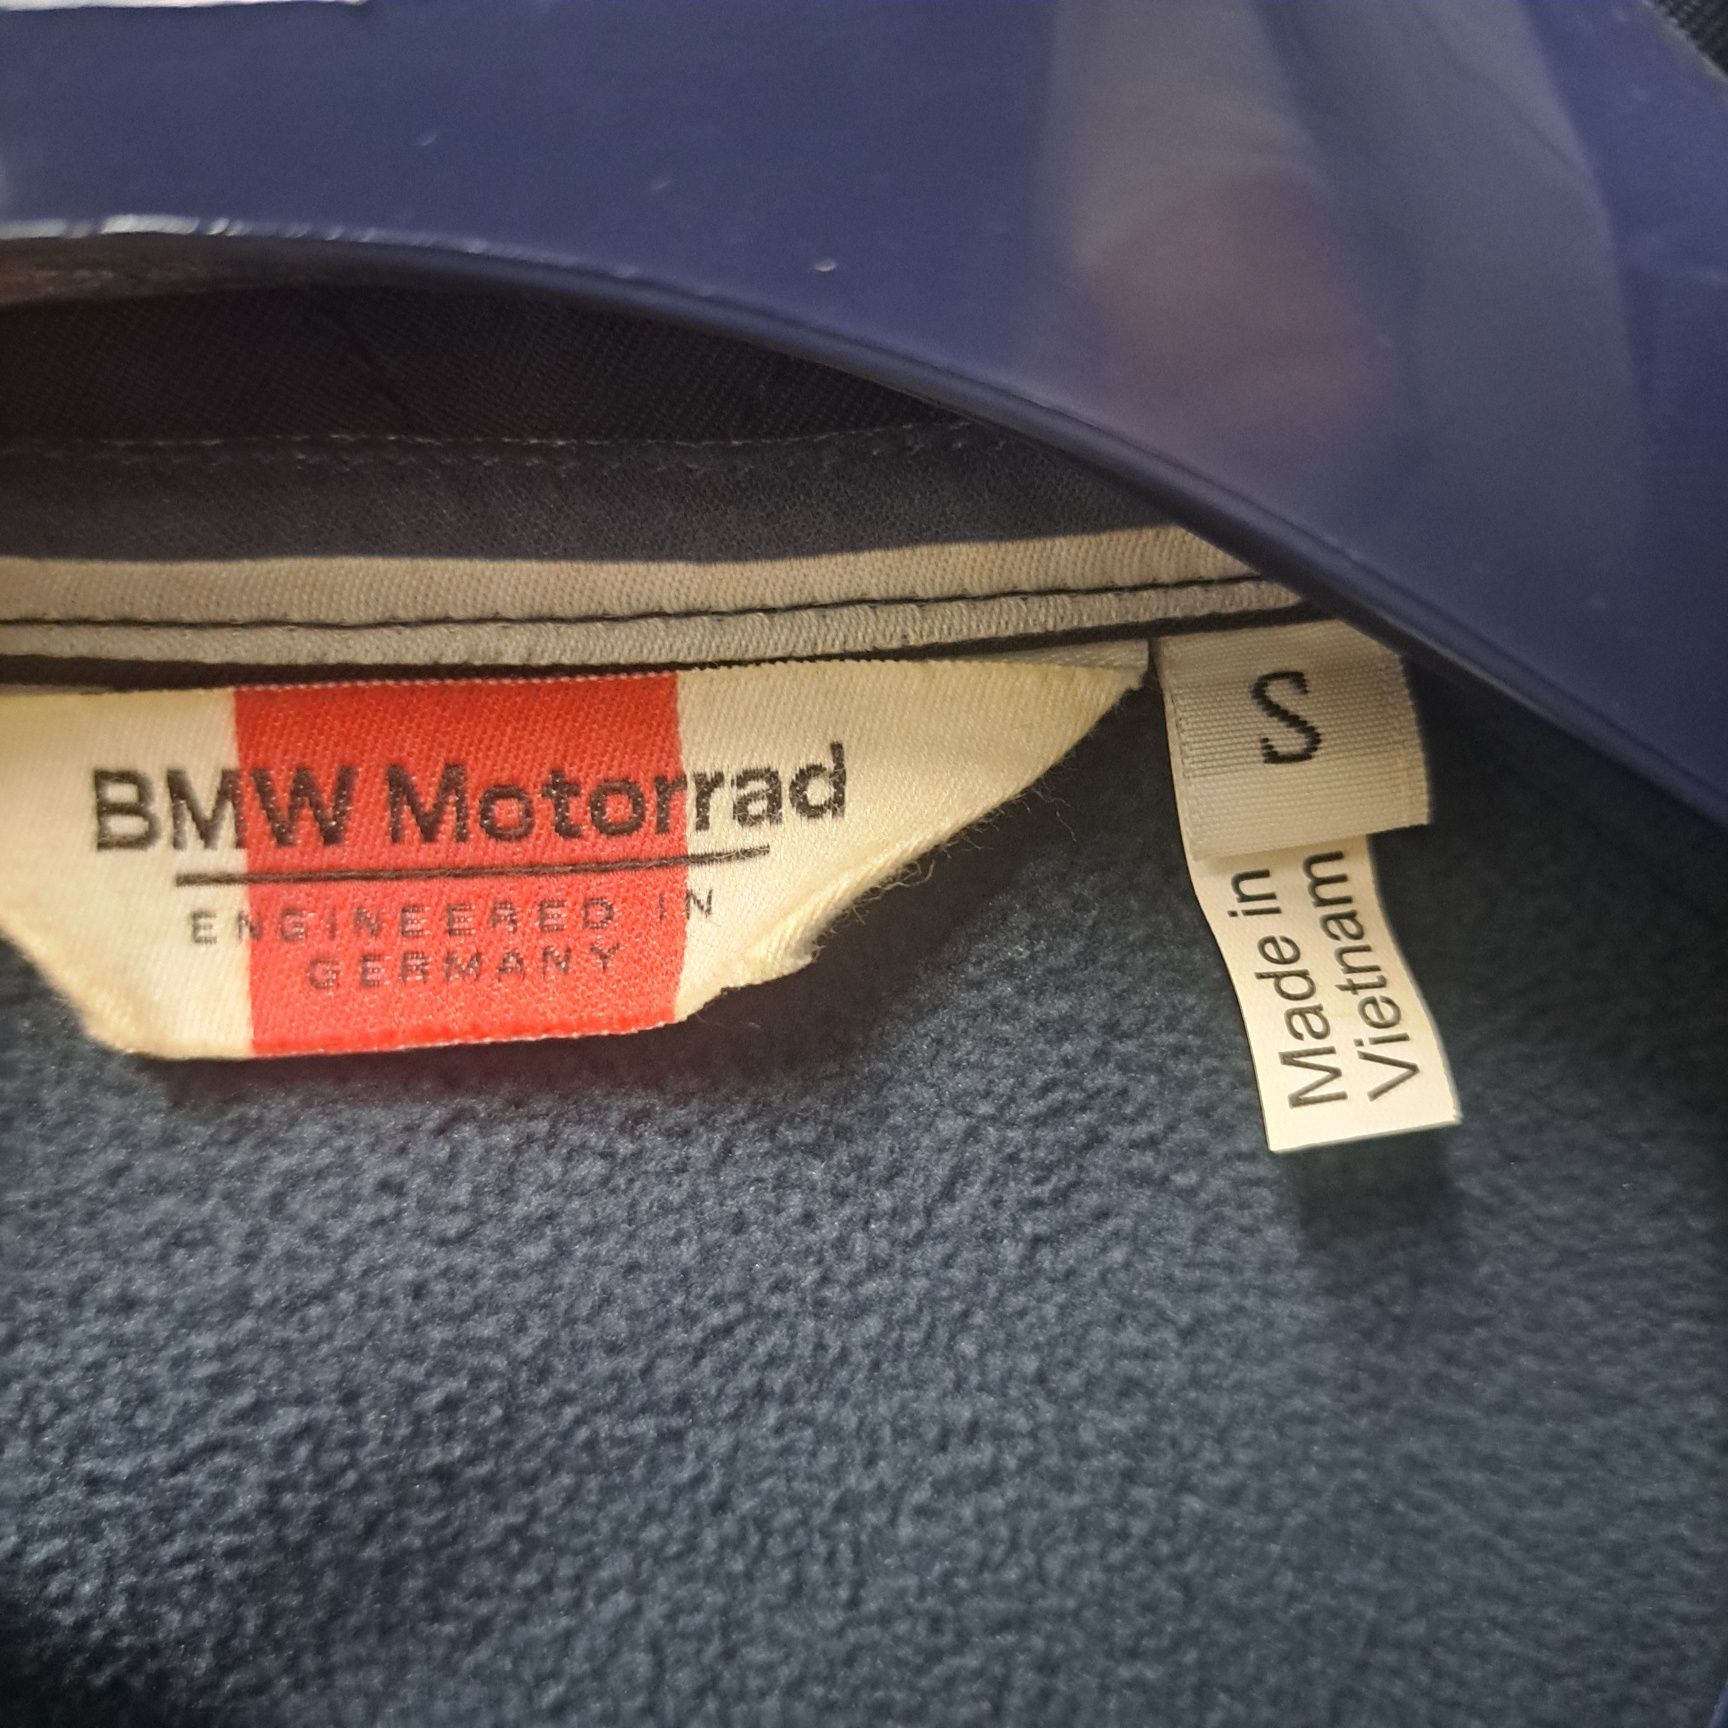 BMW Motorrad
ENGINEERED IN
GERMANY
S
Made in
Vietnam